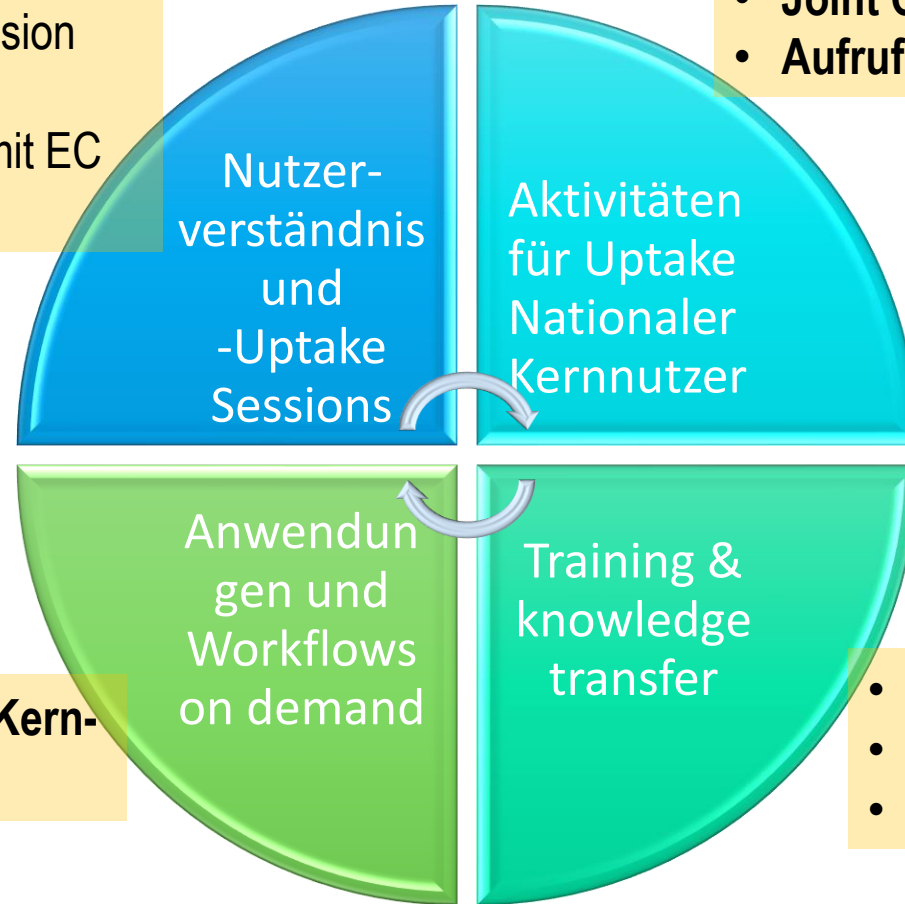 sion
mit EC
• Joint
• Aufruf
Nutzer-
verständnis
und
-Uptake
Sessions
Aktivitäten
für Uptake
Nationaler
Kernnutzer
Anwendun
gen und
Workflows
on demand
Training &
knowledge
transfer
Kern-
•
•
•